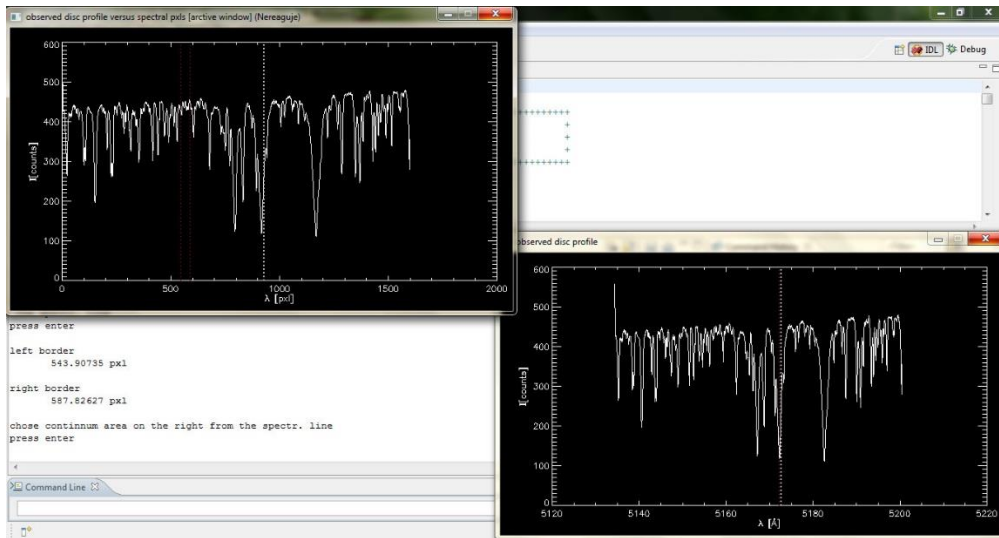 observed disc profile versus spectral pxls [arctive window] (Nereaguje)
600
500
400
300
200
100
0
I[counts]
0 500 1000 1500 2000
λ [pxl]
IDL Debug
press enter
left border
543.90735 pxl
right border
587.82627 pxl
chose continnum area on the right from the spectr. line
press enter
Command Line
observed disc profile
600
500
400
300
200
100
0
I[counts]
5120 5140 5160 5180 5200 5220
λ [Å]